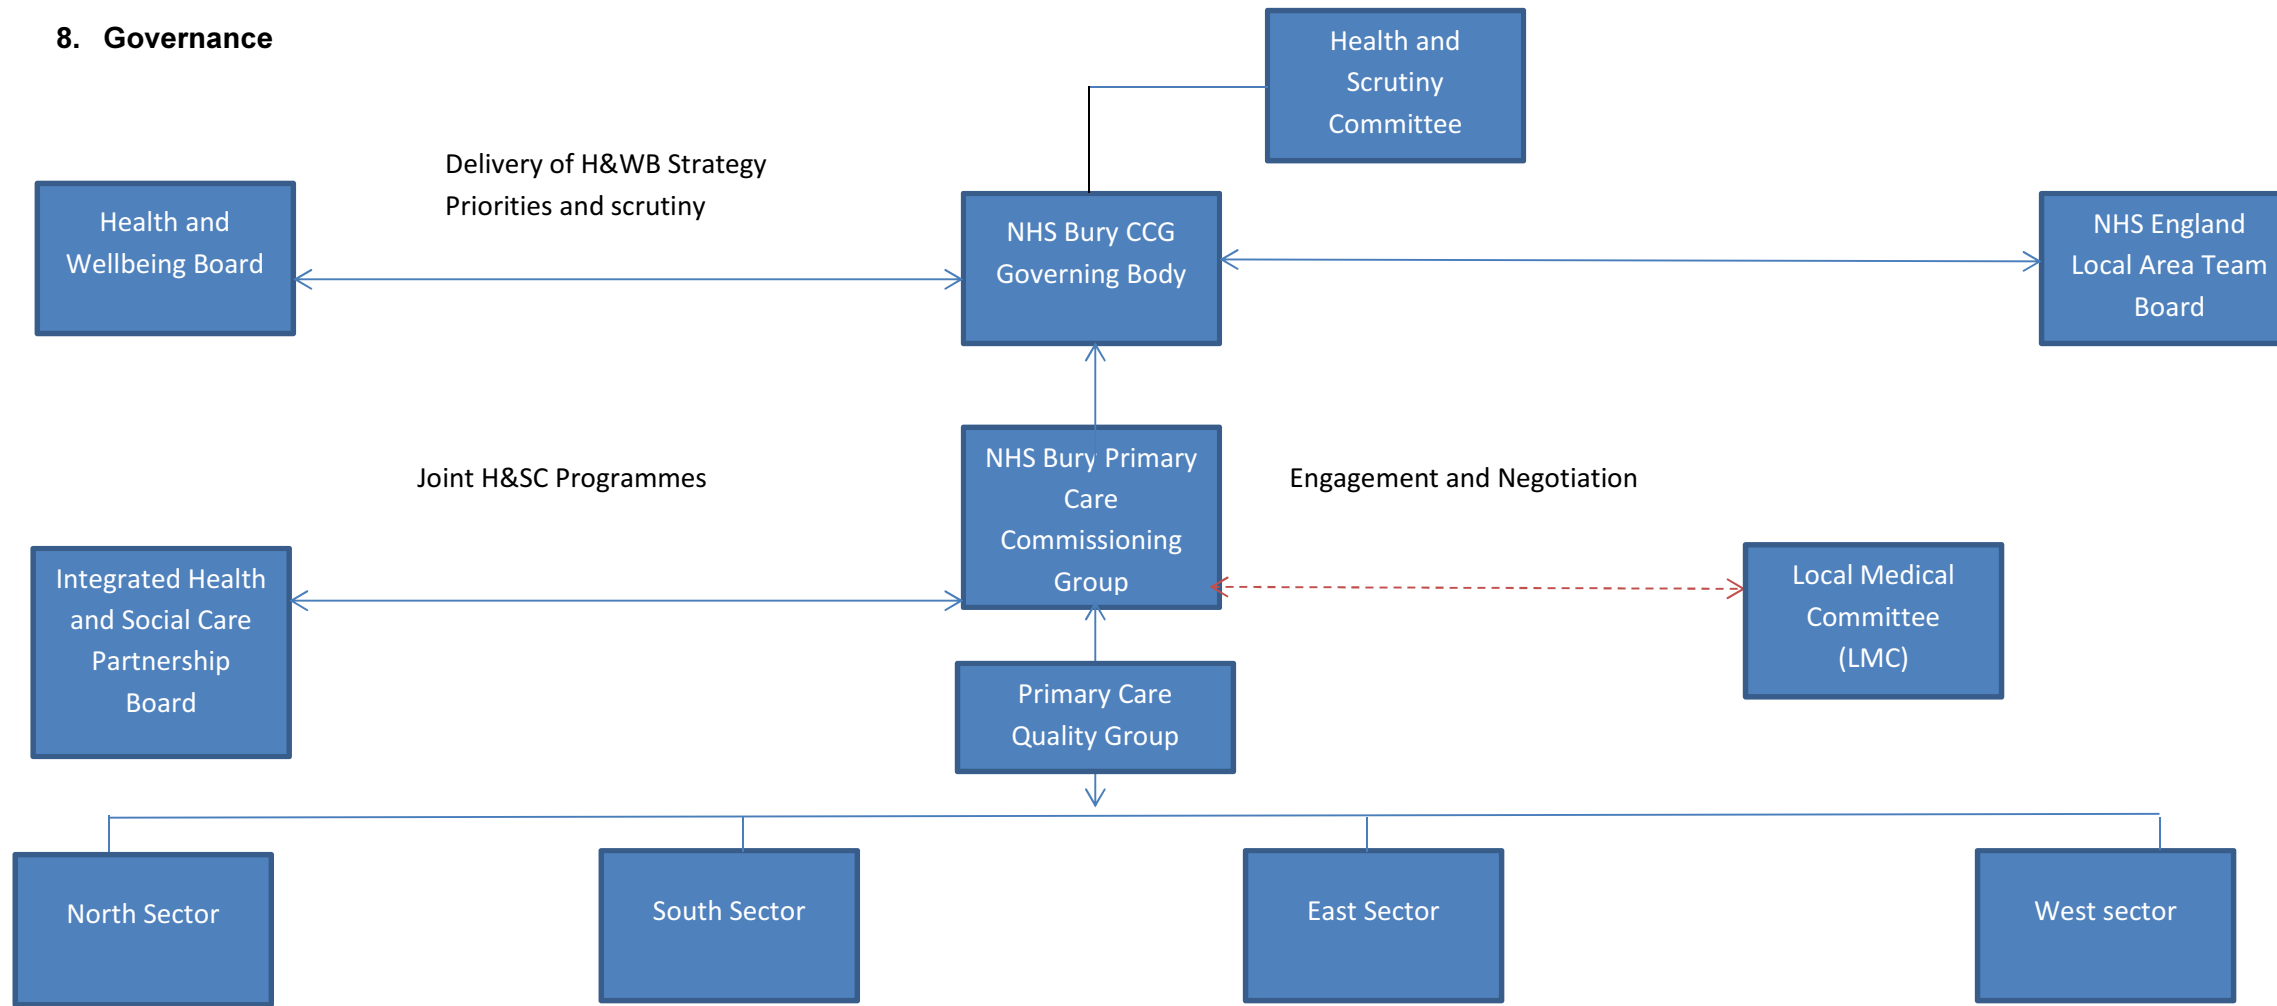 8. Governance
Health and
Scrutiny
Committee
Delivery of H&WB Strategy
Priorities and scrutiny
Health and
Wellbeing Board
NHS Bury CCG
Governing Body
NHS England
Local Area Team
Board
Joint H&SC Programmes
NHS Bury Primary
Care
Commissioning
Group
Engagement and Negotiation
Integrated Health
and Social Care
Partnership
Board
Local Medical
Committee
(LMC)
Primary Care
Quality Group
North Sector
South Sector
East Sector
West sector